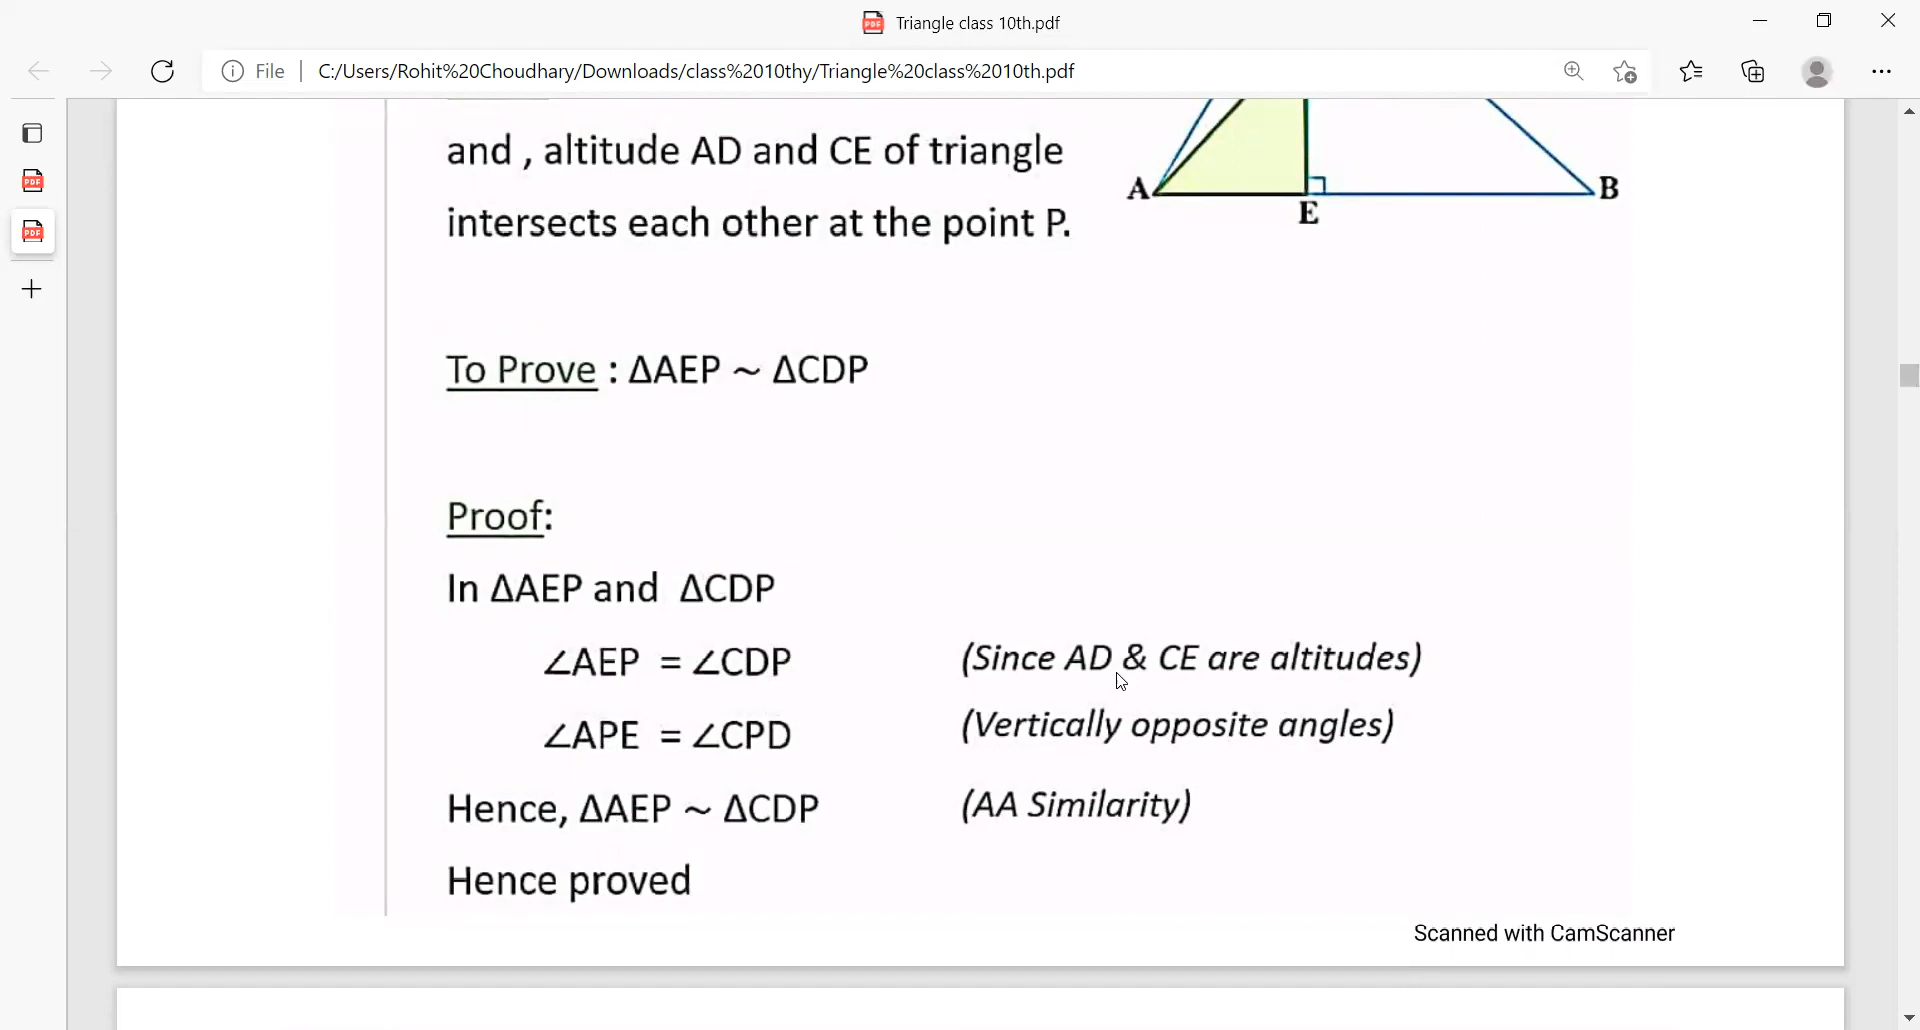 Triangle class 10th.pdf
File | C:/Users/Rohit%20Choudhary/Downloads/class%2010thy/Triangle%20class%2010th.pdf
and , altitude AD and CE of triangle
intersects each other at the point P.
A
E
B
To Prove : ΔAEP ~ ΔCDP
Proof:
In ΔAEP and ΔCDP
∠AEP = ∠CDP (Since AD & CE are altitudes)
∠APE = ∠CPD (Vertically opposite angles)
Hence, ΔAEP ~ ΔCDP (AA Similarity)
Hence proved
Scanned with CamScanner